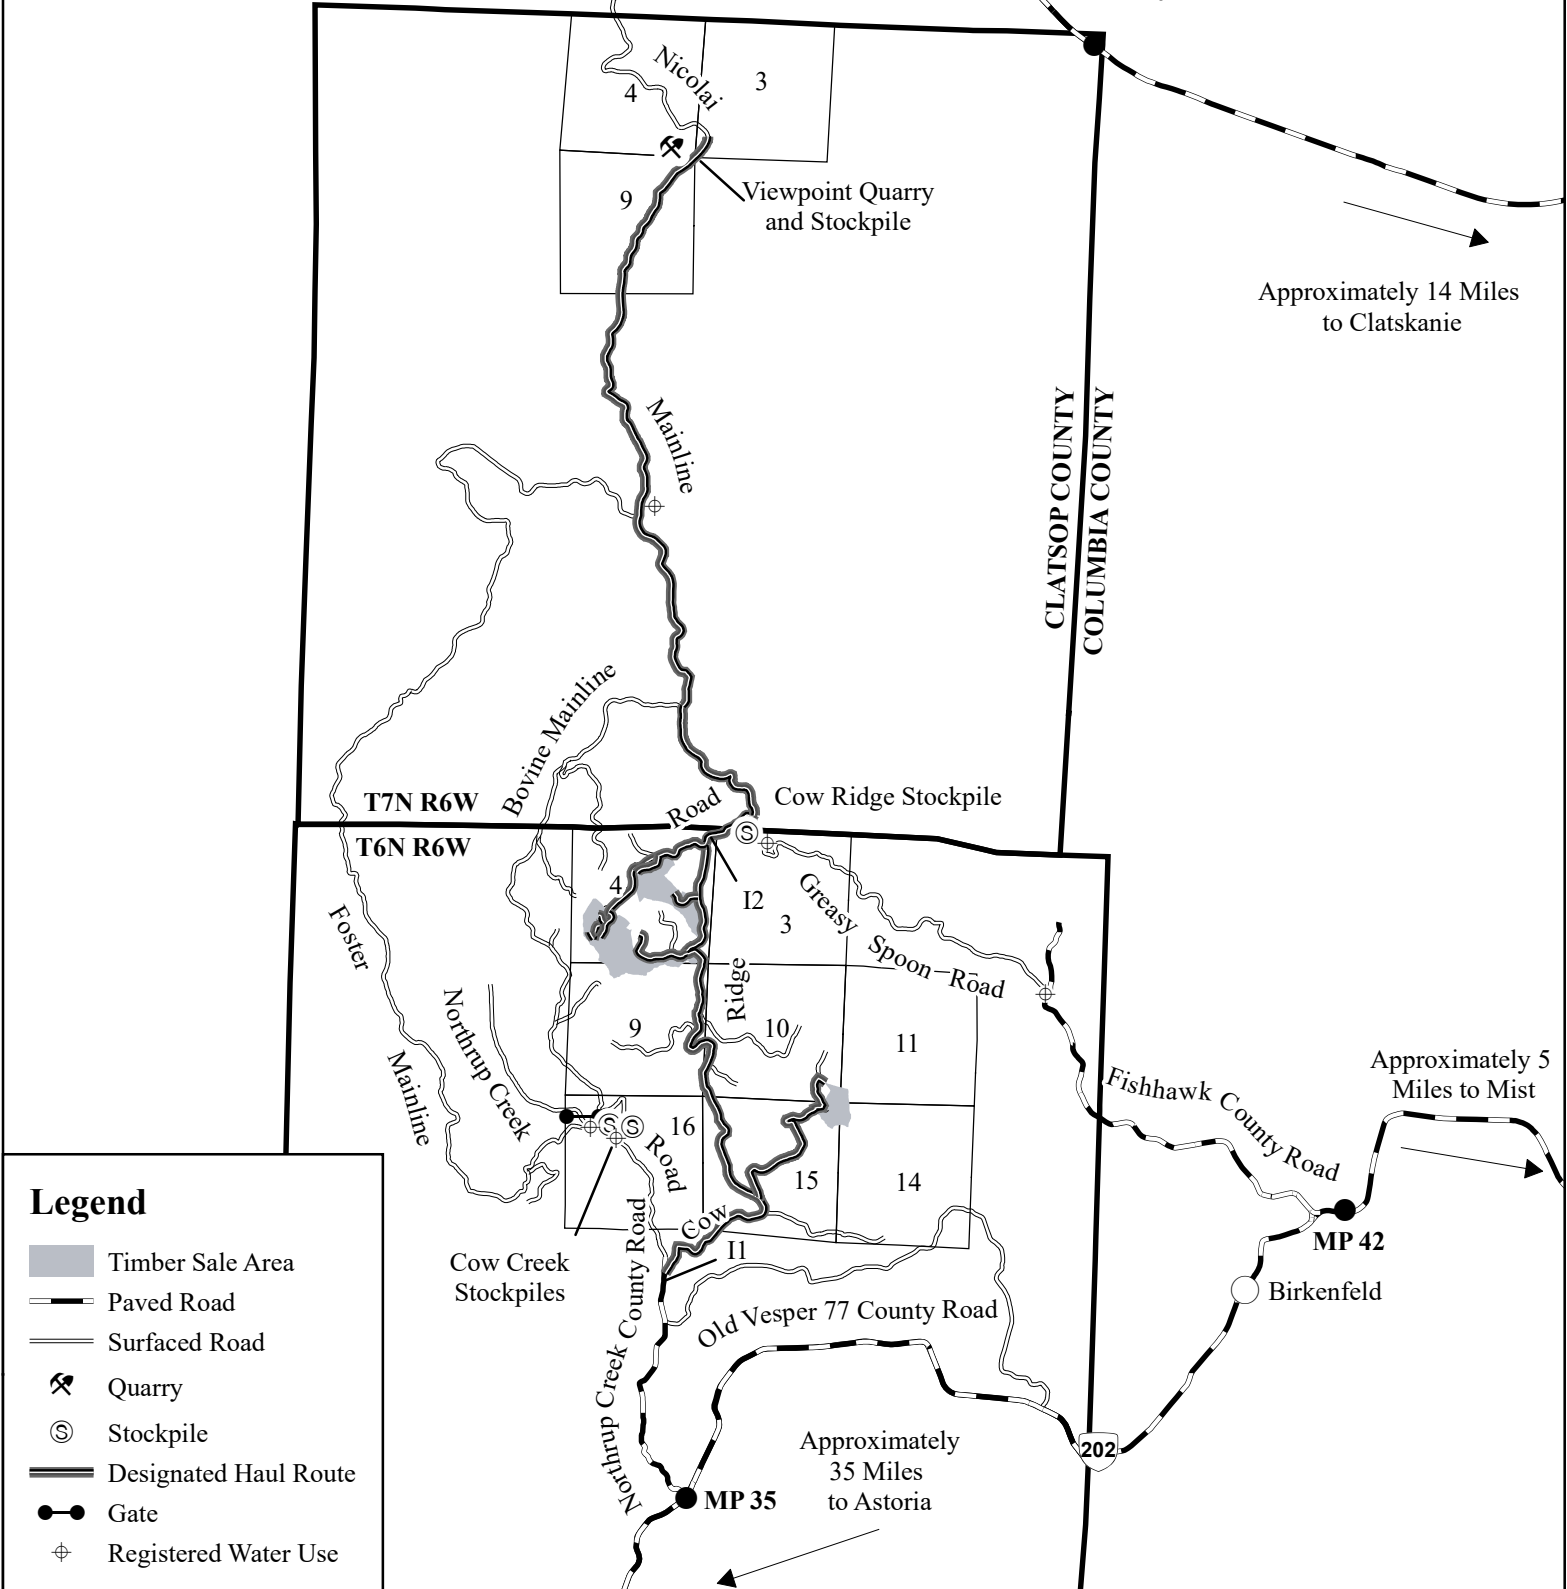 Nicolai
4
3
9
Viewpoint Quarry
and Stockpile
Approximately 14 Miles
to Clatskanie
Mainline
CLATSOP COUNTY
COLUMBIA COUNTY
Bovine Mainline
T7N R6W
Road
Cow Ridge Stockpile
S
T6N R6W
4
I2
3
Greasy Spoon Road
Foster
Mainline
Northrup Creek
Ridge
9
10
11
Fishhawk County Road
Approximately 5
Miles to Mist
S
S
16
Road
15
14
Cow
I1
Cow Creek
Stockpiles
MP 42
Birkenfeld
Northrup Creek County Road
Old Vesper 77 County Road
202
Approximately
35 Miles
to Astoria
MP 35
Legend
Timber Sale Area
Paved Road
Surfaced Road
Quarry
S
Stockpile
Designated Haul Route
Gate
Registered Water Use